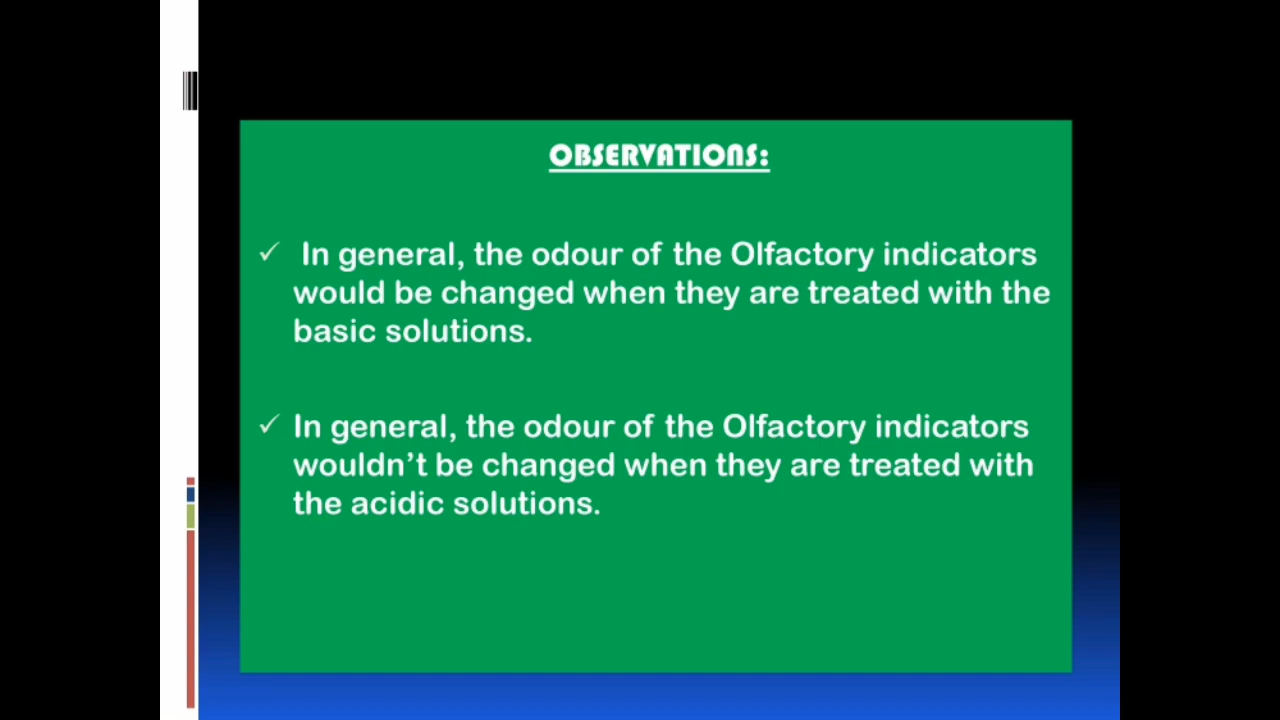 OBSERVATIONS:
✓ In general, the odour of the Olfactory indicators
would be changed when they are treated with the
basic solutions.
✓ In general, the odour of the Olfactory indicators
wouldn’t be changed when they are treated with
the acidic solutions.